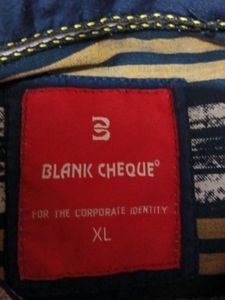 B
BLANK CHEQUE°
FOR THE CORPORATE IDENTITY
XL